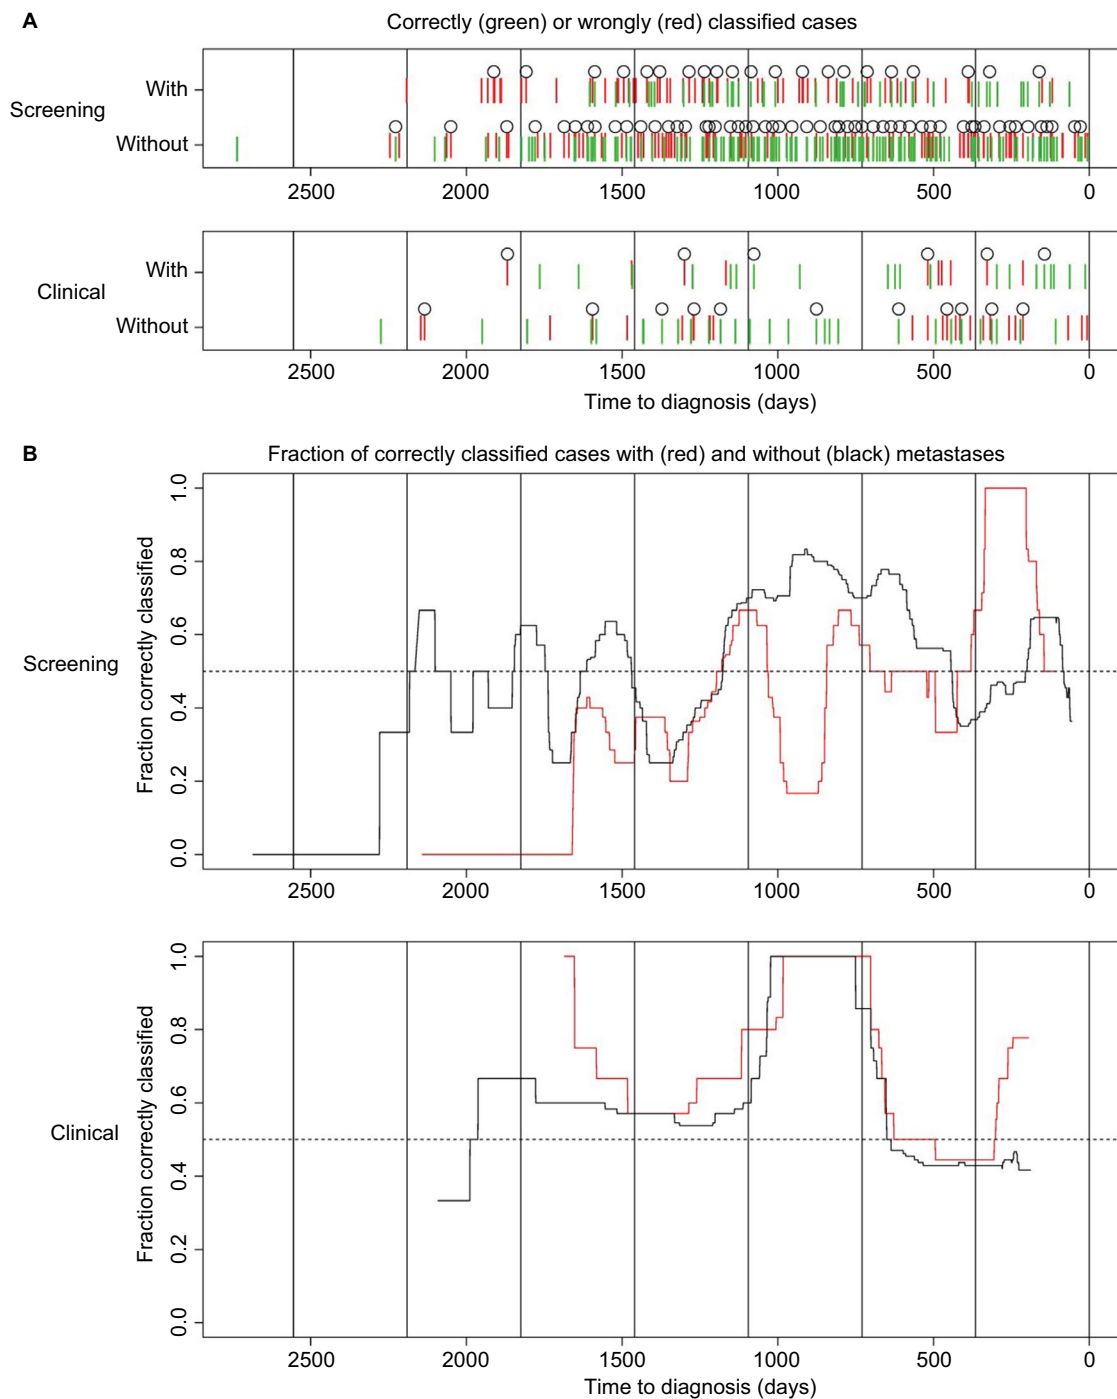 A
Correctly (green) or wrongly (red) classified cases
Screening
With
Without
2500 2000 1500 1000 500 0
Clinical
With
Without
2500 2000 1500 1000 500 0
Time to diagnosis (days)
B
Fraction of correctly classified cases with (red) and without (black) metastases
Screening
Fraction correctly classified
1.0
0.8
0.6
0.4
0.2
0.0
2500 2000 1500 1000 500 0
Clinical
Fraction correctly classified
1.0
0.8
0.6
0.4
0.2
0.0
2500 2000 1500 1000 500 0
Time to diagnosis (days)